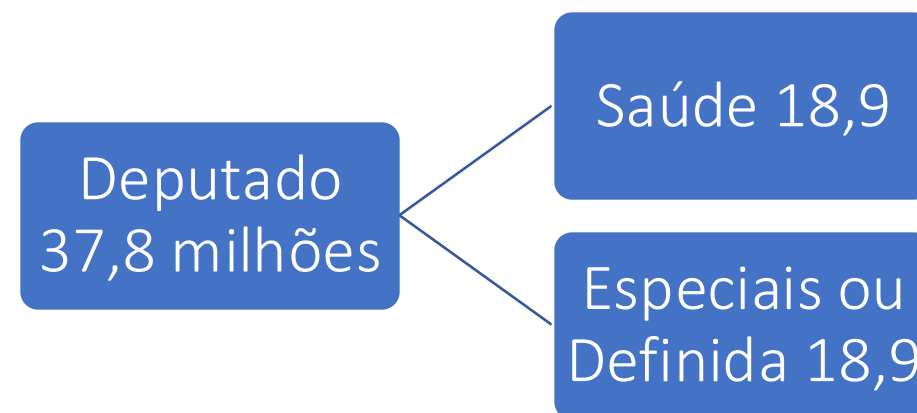 Deputado
37,8 milhões
Saúde 18,9
Especiais ou
Definida 18,9